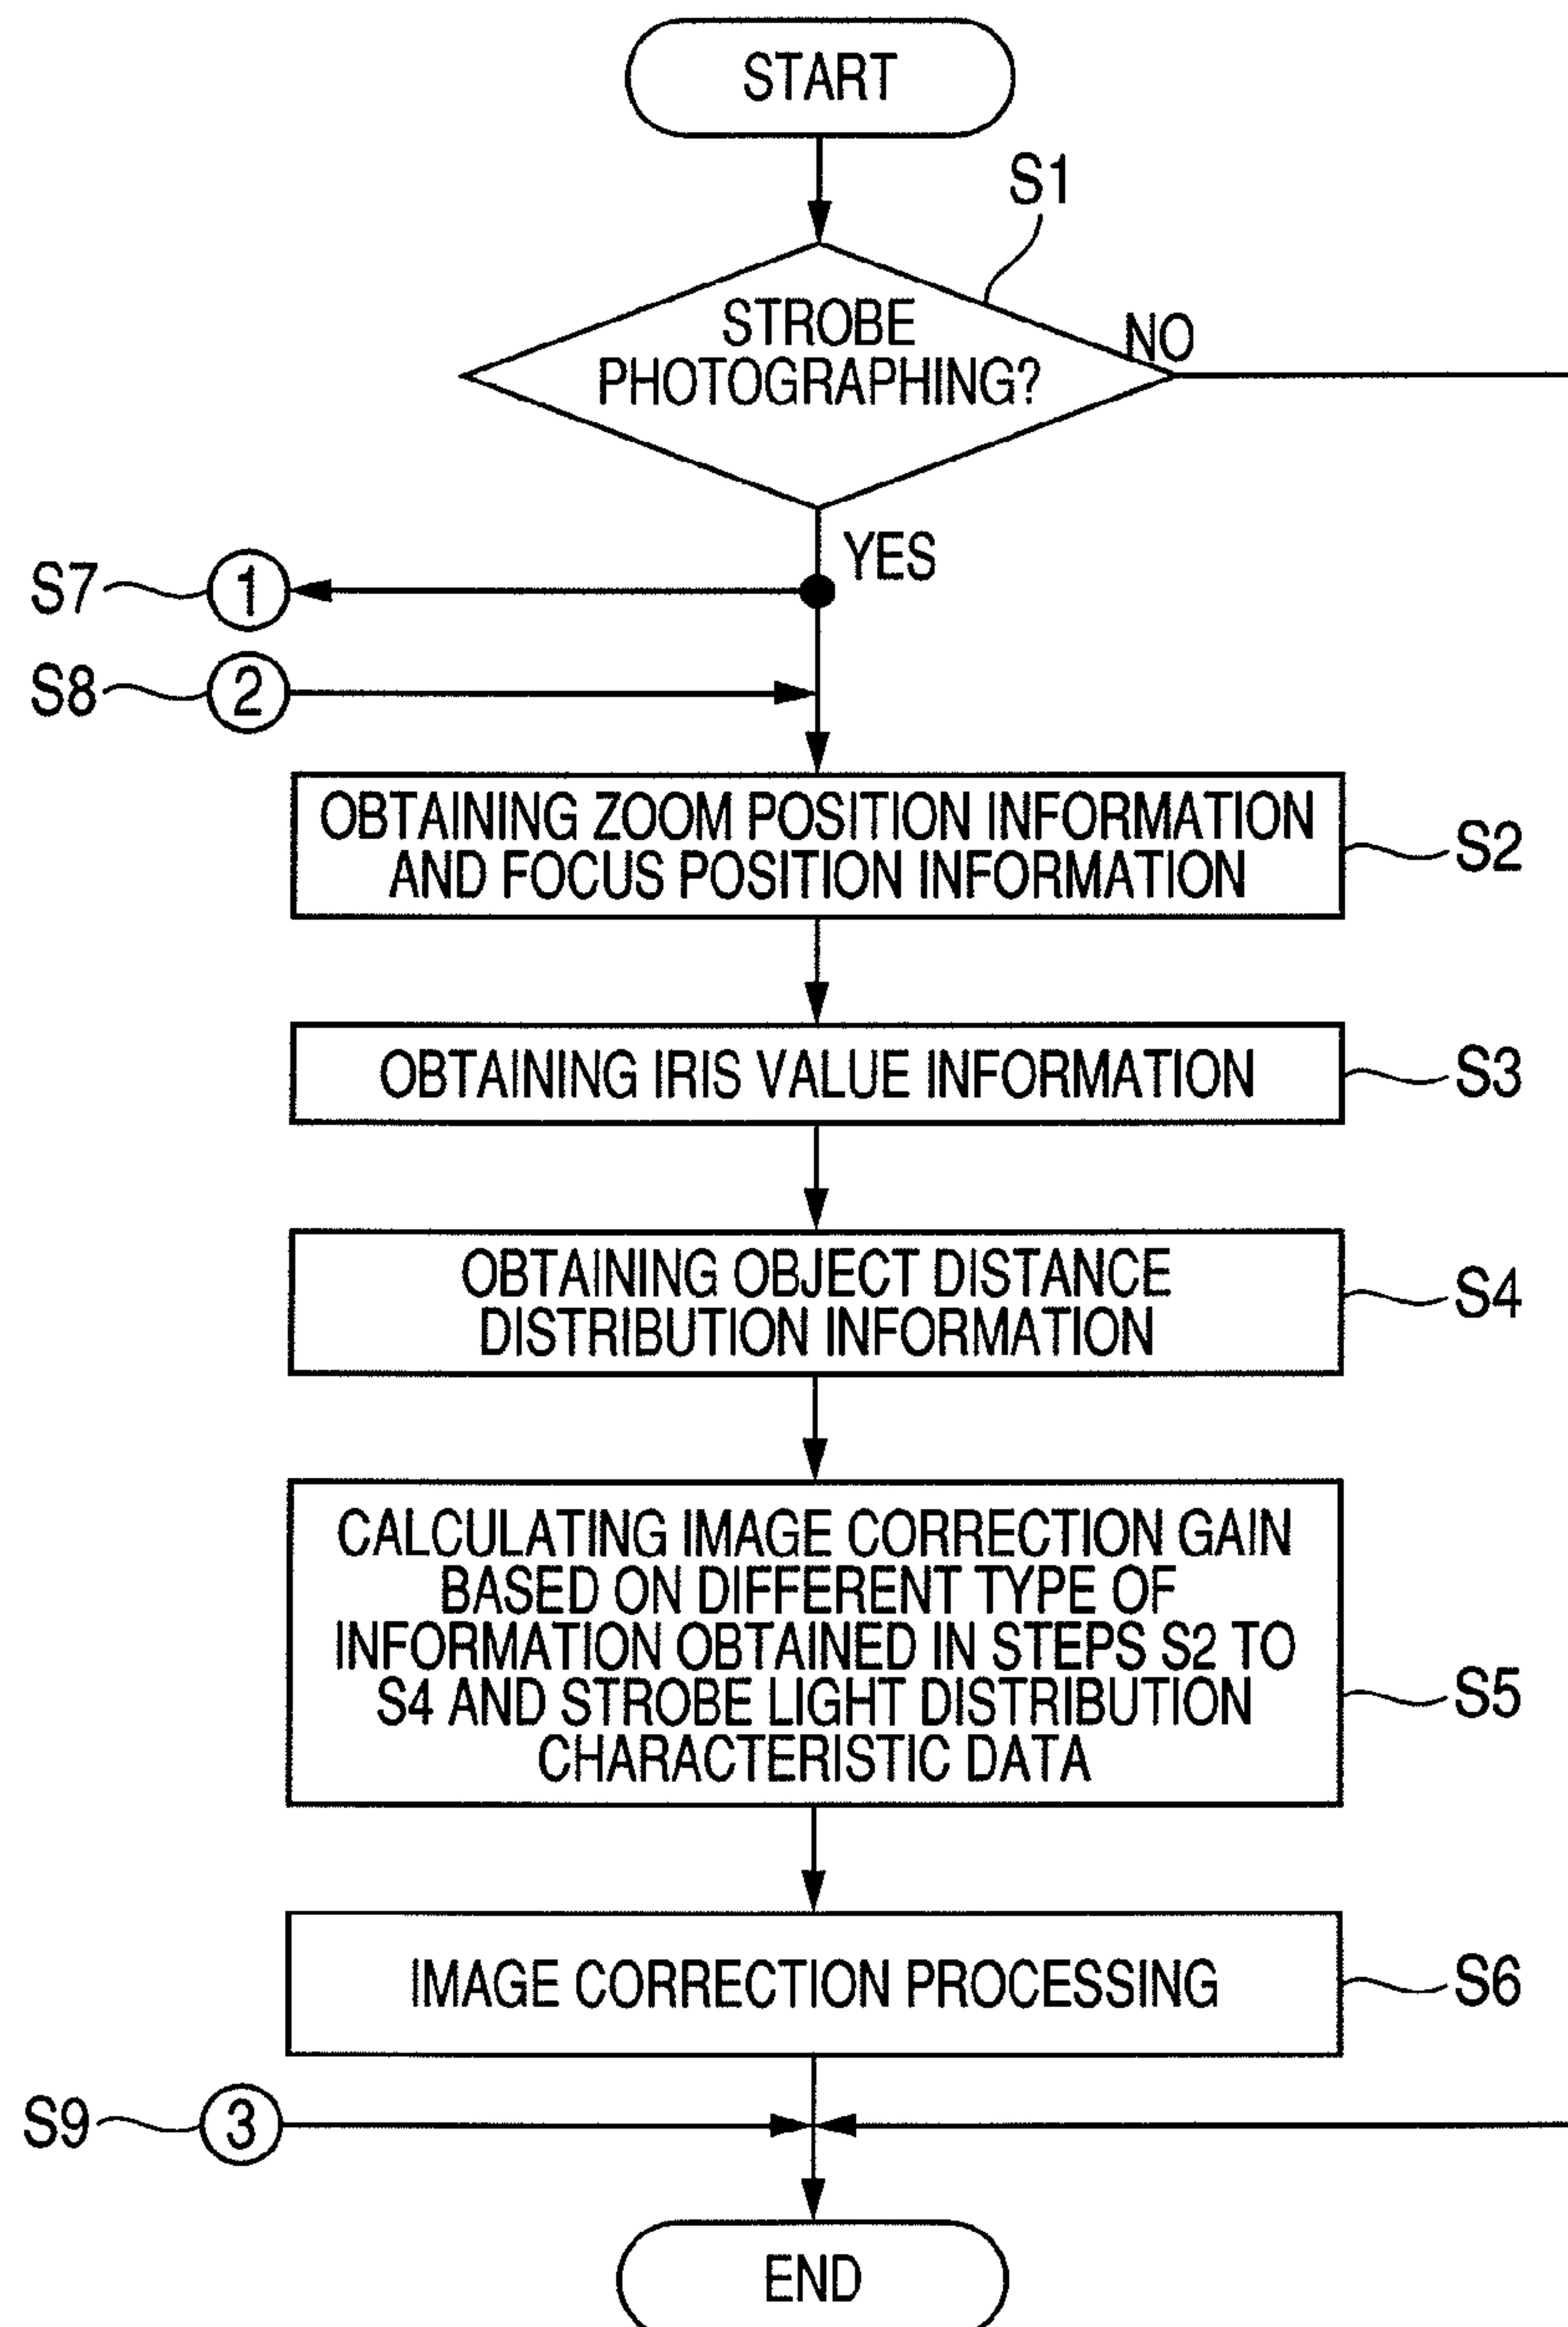 START
S1
STROBE
PHOTOGRAPHING?
NO
YES
S7
1
S8
2
OBTAINING ZOOM POSITION INFORMATION
AND FOCUS POSITION INFORMATION
S2
OBTAINING IRIS VALUE INFORMATION
S3
OBTAINING OBJECT DISTANCE
DISTRIBUTION INFORMATION
S4
CALCULATING IMAGE CORRECTION GAIN
BASED ON DIFFERENT TYPE OF
INFORMATION OBTAINED IN STEPS S2 TO
S4 AND STROBE LIGHT DISTRIBUTION
CHARACTERISTIC DATA
S5
IMAGE CORRECTION PROCESSING
S6
S9
3
END